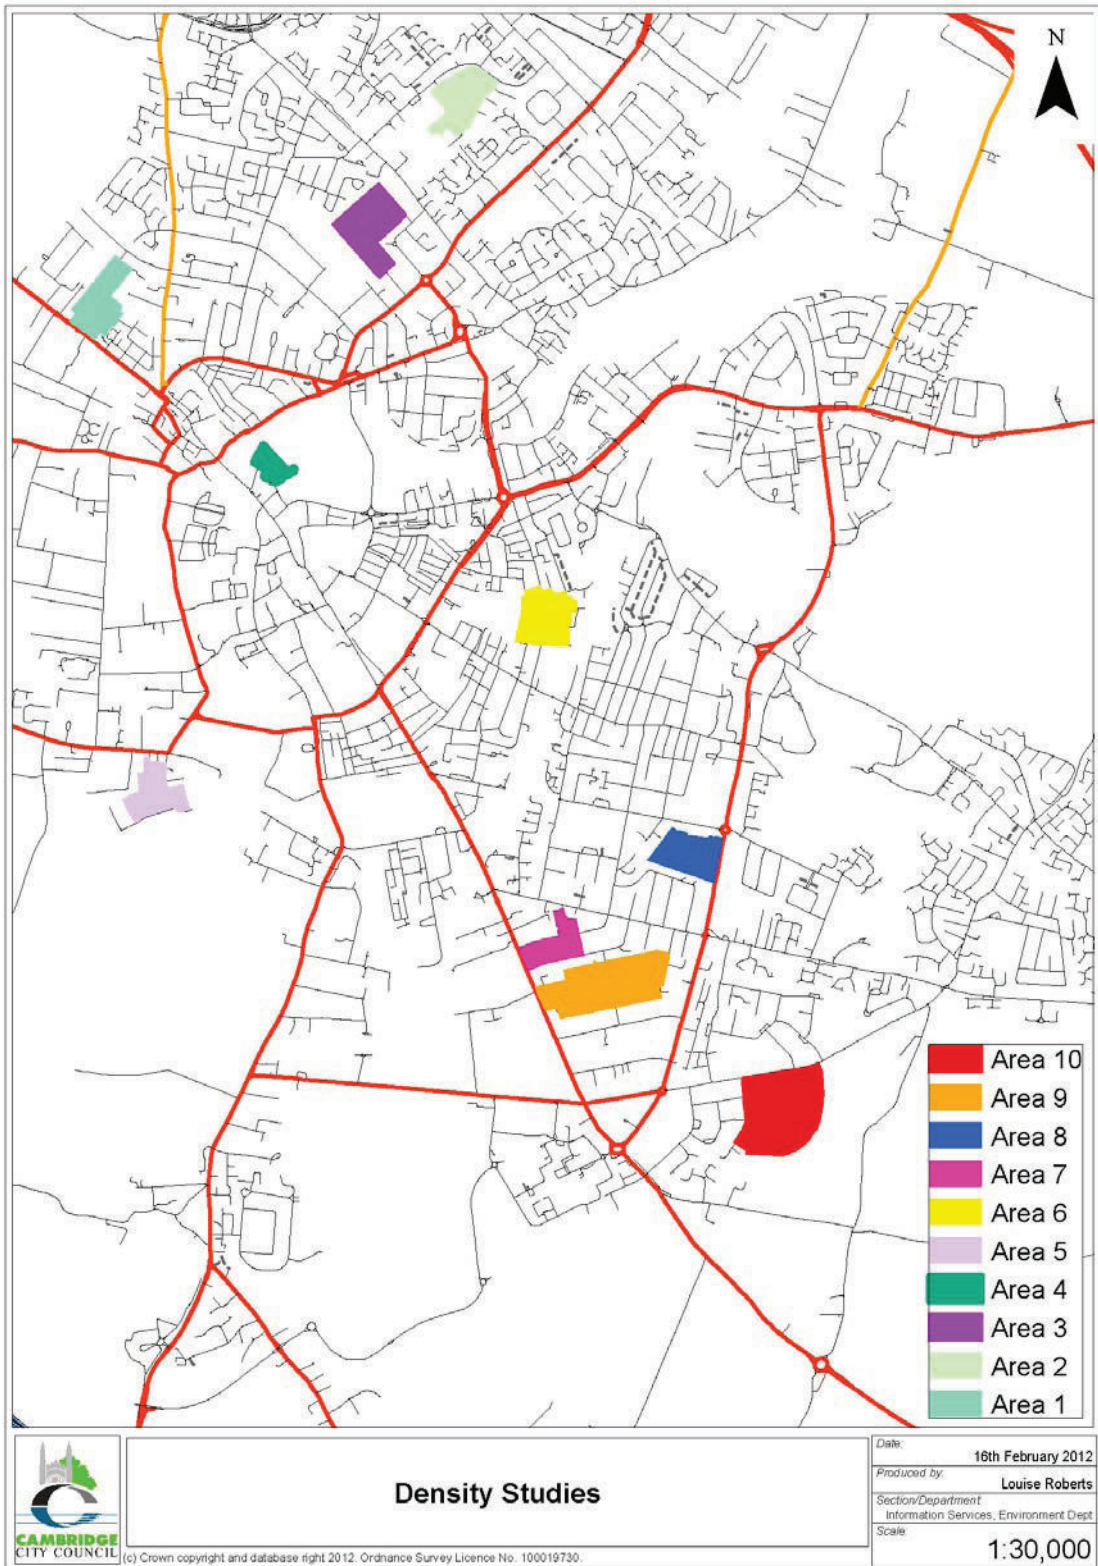 N
Area 10
Area 9
Area 8
Area 7
Area 6
Area 5
Area 4
Area 3
Area 2
Area 1
CAMBRIDGE
CITY COUNCIL
Density Studies
(c) Crown copyright and database right 2012. Ordnance Survey Licence No. 100019730.
Date:
16th February 2012
Produced by:
Louise Roberts
Section/Department
Information Services, Environment Dept
Scale
1:30,000